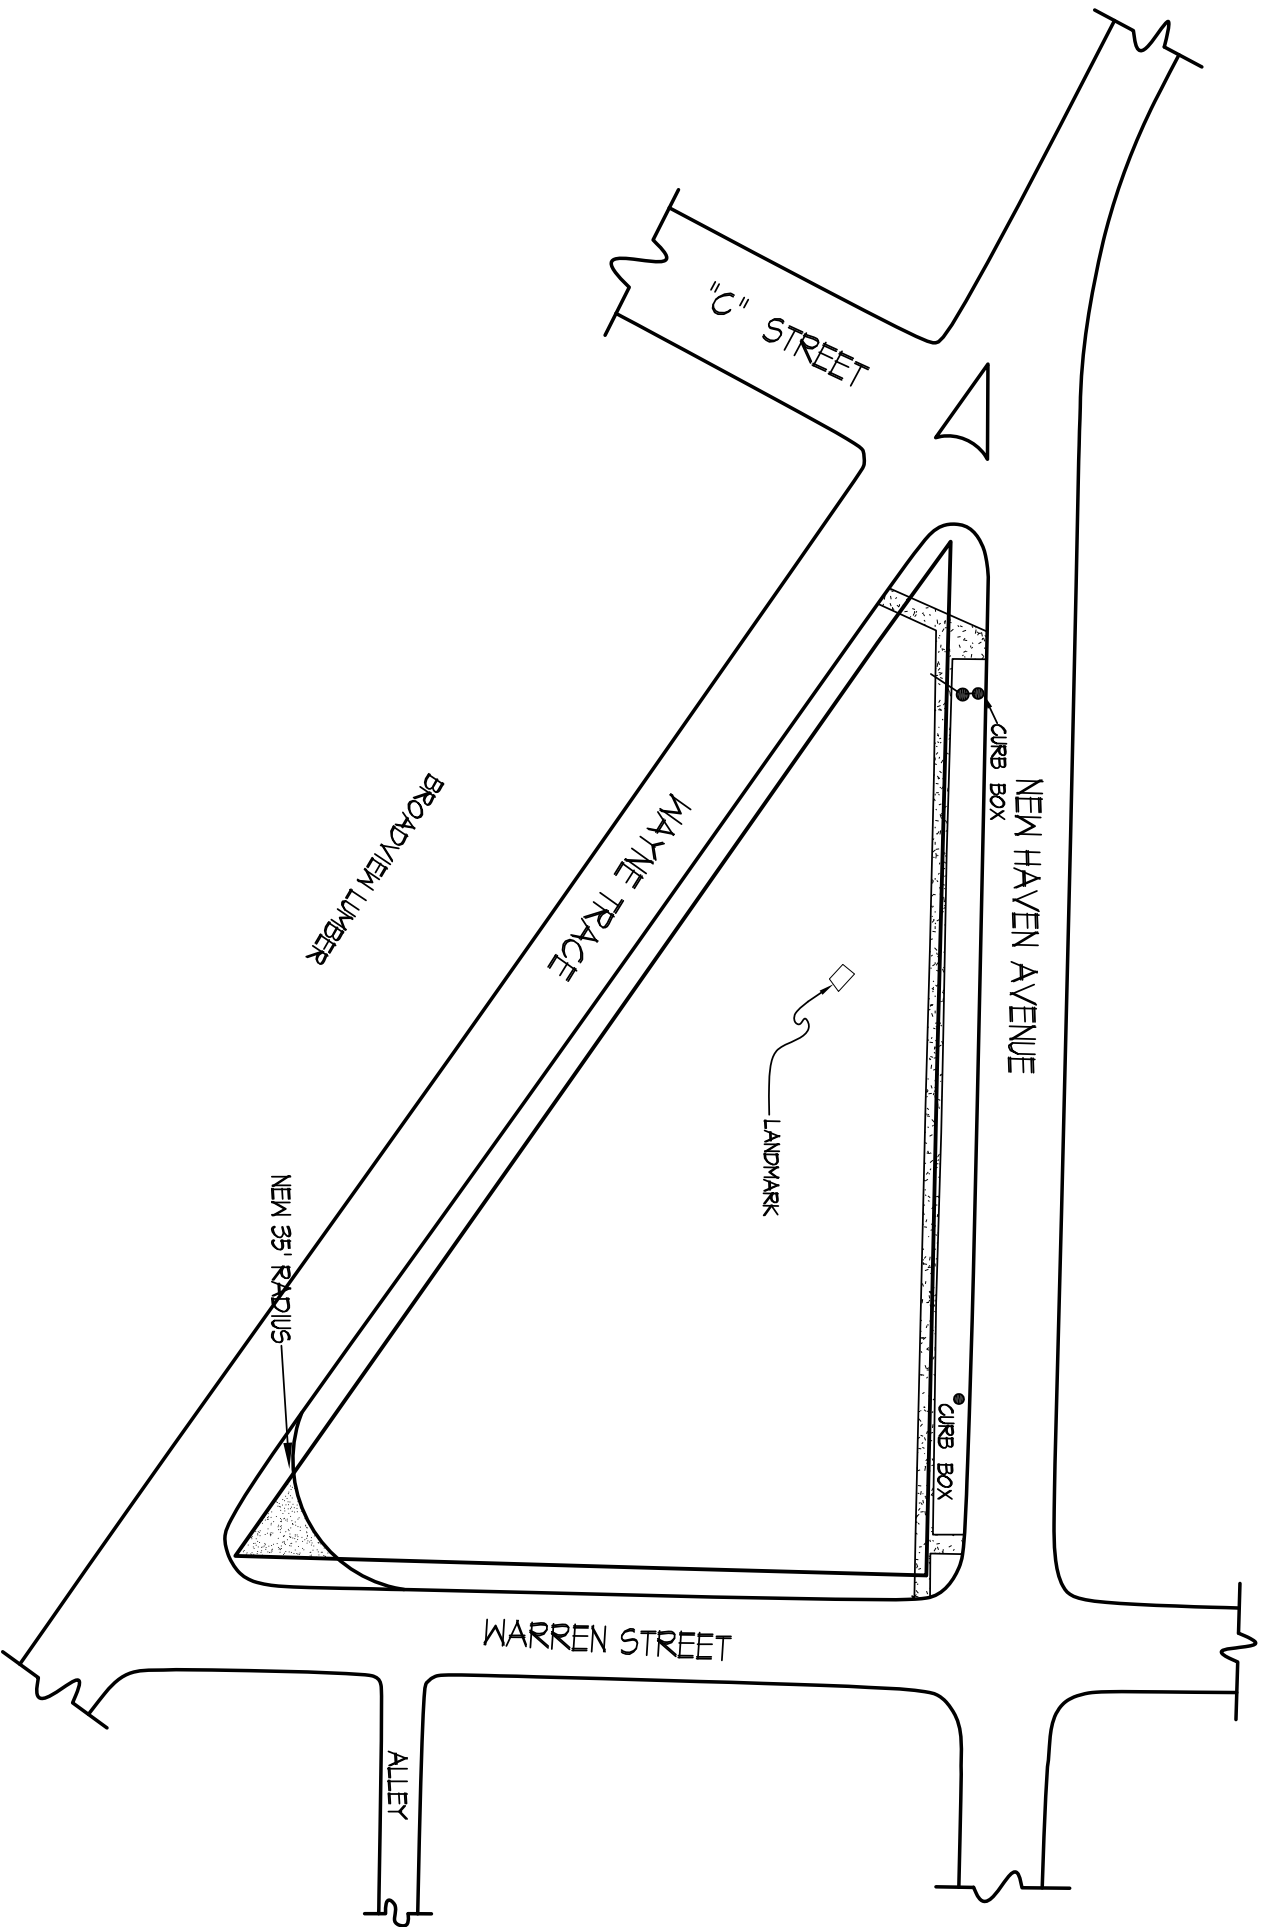 "C" STREET
CURB BOX
NEW HAVEN AVENUE
WAYNE TRACE
BROADVIEW LUMBER
LANDMARK
NEW 35' RADIUS
CURB BOX
WARREN STREET
ALLEY